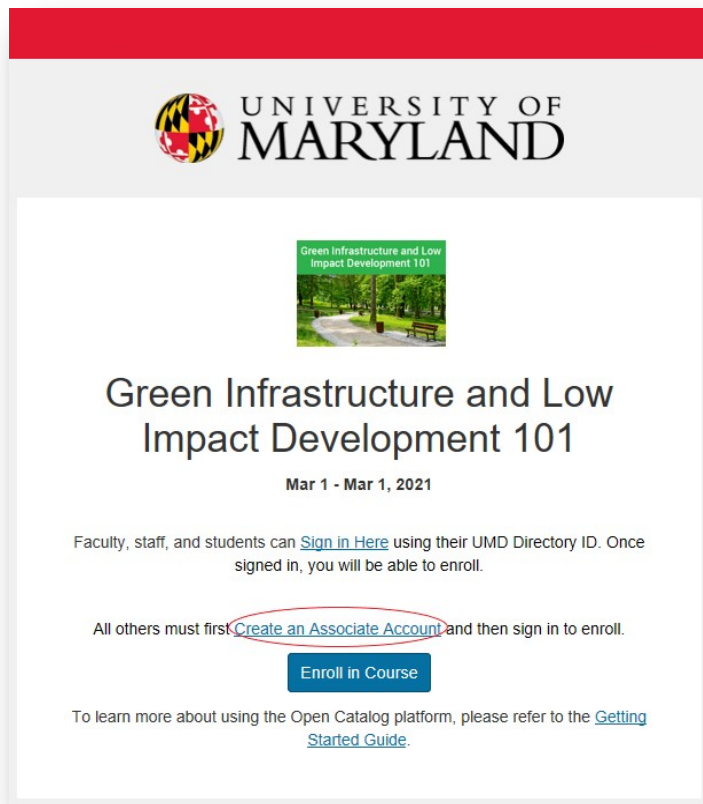 UNIVERSITY OF
MARYLAND
Green Infrastructure and Low
Impact Development 101
Green Infrastructure and Low
Impact Development 101
Mar 1 - Mar 1, 2021
Faculty, staff, and students can Sign in Here using their UMD Directory ID. Once
signed in, you will be able to enroll.
All others must first Create an Associate Account and then sign in to enroll.
Enroll in Course
To learn more about using the Open Catalog platform, please refer to the Getting
Started Guide.